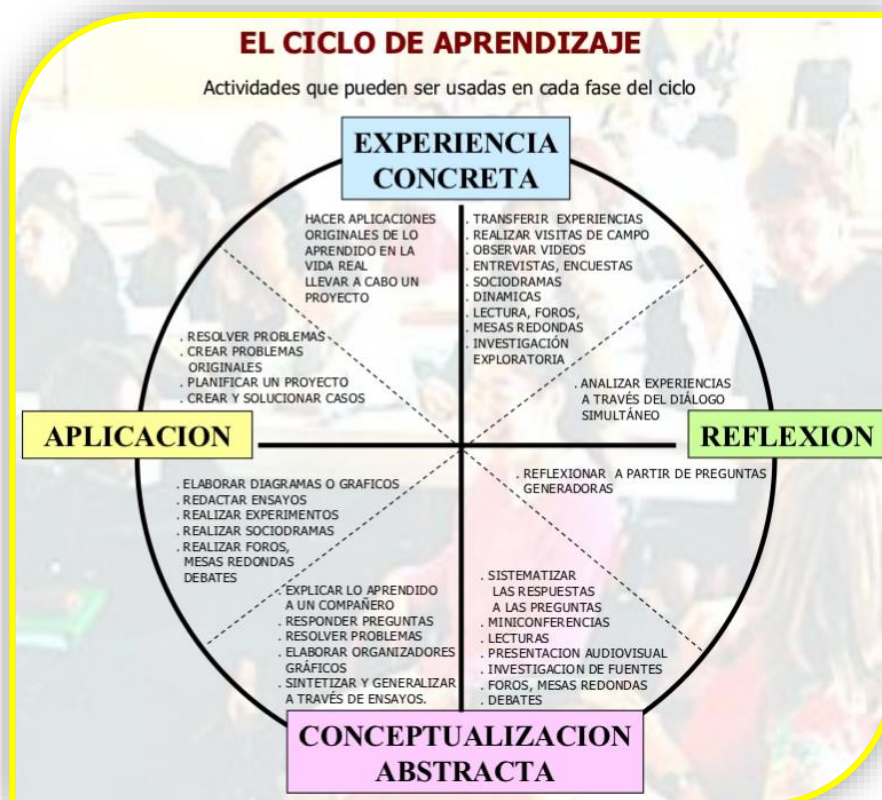 EL CICLO DE APRENDIZAJE
Actividades que pueden ser usadas en cada fase del ciclo
EXPERIENCIA
CONCRETA
HACER APLICACIONES
ORIGINALES DE LO
APRENDIDO EN LA
VIDA REAL
LLEVAR A CABO UN
PROYECTO
. TRANSFERIR EXPERIENCIAS
. REALIZAR VISITAS DE CAMPO
. OBSERVAR VIDEOS
. ENTREVISTAS, ENCUESTAS
. SOCIODRAMAS
. DINAMICAS
. LECTURA, FOROS,
. MESAS REDONDAS
. INVESTIGACIÓN
EXPLORATORIA
. RESOLVER PROBLEMAS
. CREAR PROBLEMAS
ORIGINALES
. PLANIFICAR UN PROYECTO
. CREAR Y SOLUCIONAR CASOS
. ANALIZAR EXPERIENCIAS
A TRAVÉS DEL DIÁLOGO
SIMULTÁNEO
APLICACION
REFLEXION
. ELABORAR DIAGRAMAS O GRAFICOS
. REDACTAR ENSAYOS
. REALIZAR EXPERIMENTOS
. REALIZAR SOCIODRAMAS
. REALIZAR FOROS,
MESAS REDONDAS
DEBATES
. REFLEXIONAR A PARTIR DE PREGUNTAS
GENERADORAS
EXPLICAR LO APRENDIDO
A UN COMPAÑERO
. RESPONDER PREGUNTAS
. RESOLVER PROBLEMAS
. ELABORAR ORGANIZADORES
GRÁFICOS
. SINTETIZAR Y GENERALIZAR
A TRAVÉS DE ENSAYOS.
. SISTEMATIZAR
LAS RESPUESTAS
A LAS PREGUNTAS
. MINICONFERENCIAS
. LECTURAS
. PRESENTACION AUDIOVISUAL
. INVESTIGACION DE FUENTES
. FOROS, MESAS REDONDAS
. DEBATES
CONCEPTUALIZACION
ABSTRACTA